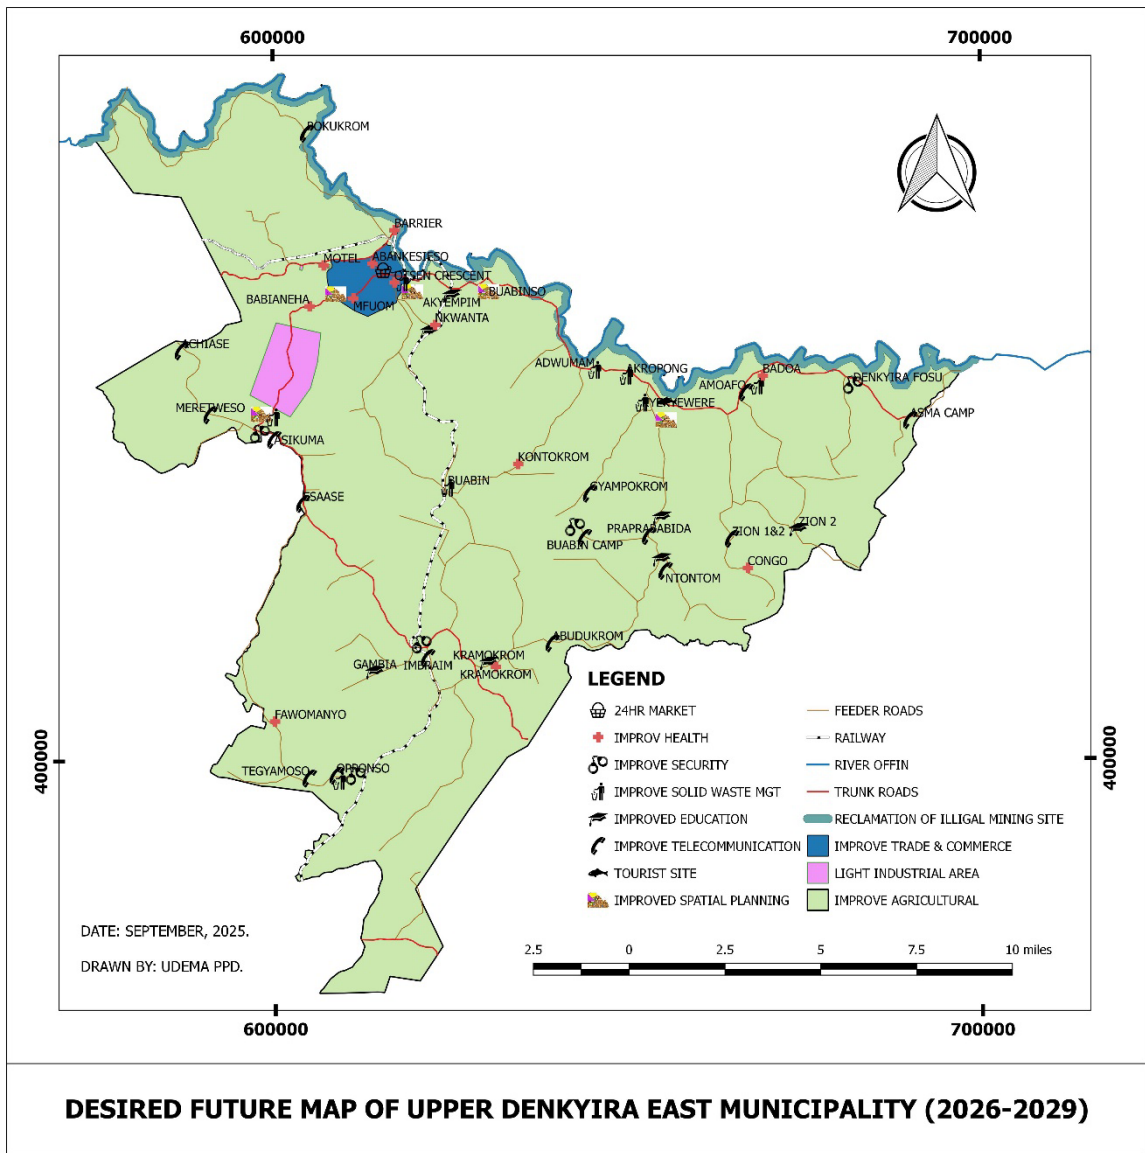 600000
700000
BOKUKROM
BARRIER
MOTEL
ABANKESIESO
OTSEN CRESCENT
BABIANEHA
MFUOM
AKYEMPIM
BUABINSO
NKWANTA
ACHIASE
ADWUMAM
AKROPONG
BADOA
AMOAFO
DENKYIRA FOSU
MERETWESO
AYEKYEWERE
ASMA CAMP
ASIKUMA
KONTOKROM
BUABIN
GYAMPOKROM
ESAASE
PRAPRABABIDA
ZION 1&2
ZION 2
BUABIN CAMP
CONGO
NTONTOM
ABUDUKROM
GAMBIA
IMBRAIM
KRAMOKROM
KRAMOKROM
FAWOMANYO
TEGYAMOSO
OPPONSO
400000
400000
LEGEND
24HR MARKET
IMPROV HEALTH
IMPROVE SECURITY
IMPROVE SOLID WASTE MGT
IMPROVED EDUCATION
IMPROVE TELECOMMUNICATION
TOURIST SITE
IMPROVED SPATIAL PLANNING
FEEDER ROADS
RAILWAY
RIVER OFFIN
TRUNK ROADS
RECLAMATION OF ILLIGAL MINING SITE
IMPROVE TRADE & COMMERCE
LIGHT INDUSTRIAL AREA
IMPROVE AGRICULTURAL
DATE: SEPTEMBER, 2025.
DRAWN BY: UDEMA PPD.
2.5 0 2.5 5 7.5 10 miles
600000
700000
DESIRED FUTURE MAP OF UPPER DENKYIRA EAST MUNICIPALITY (2026-2029)